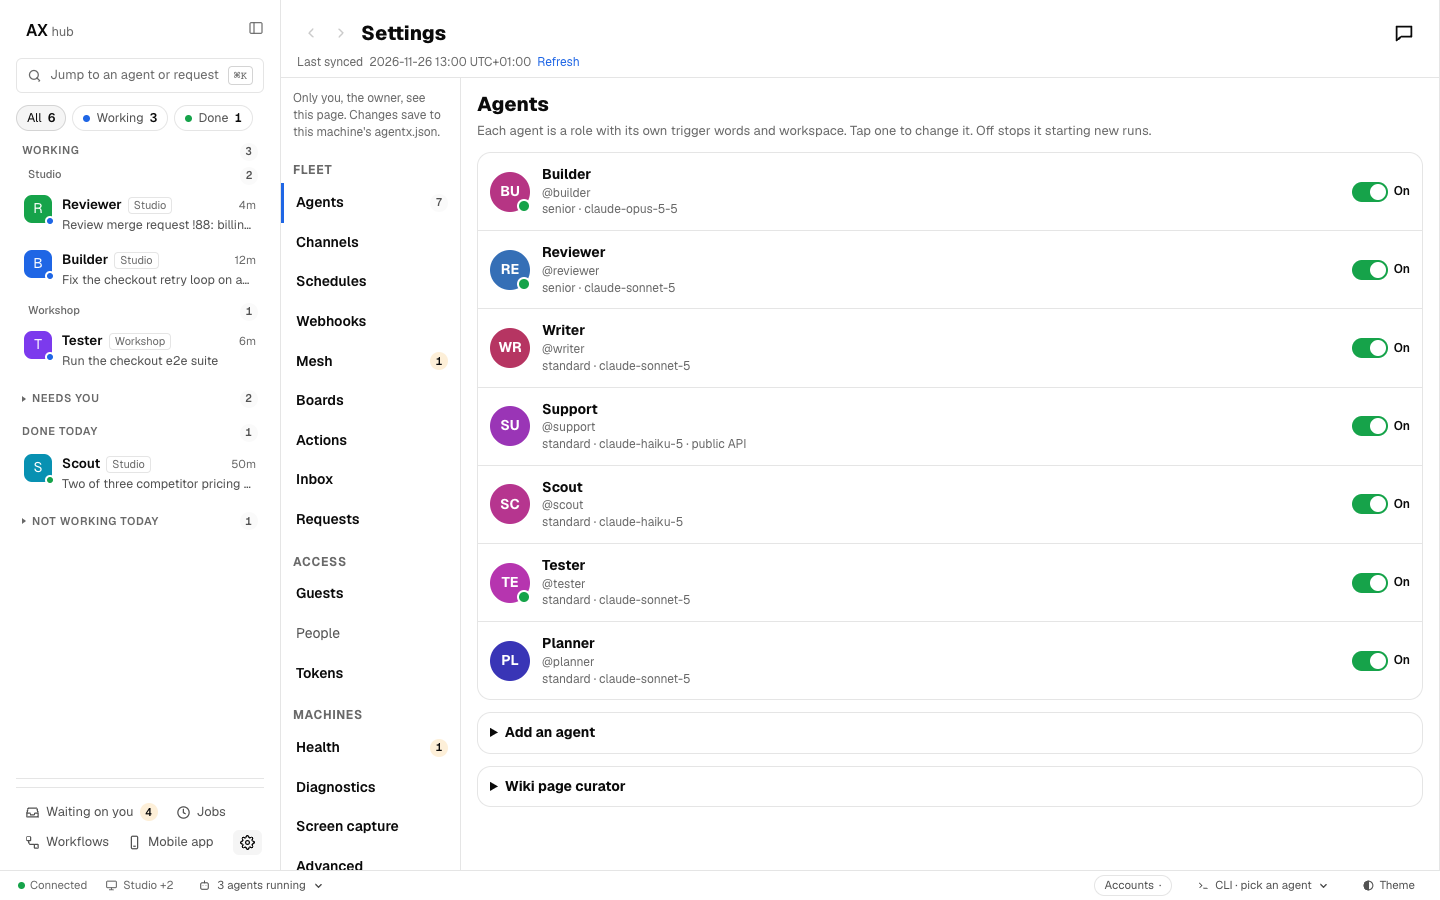 AX hub
Jump to an agent or request ⌘K
All 6 Working 3 Done 1
WORKING 3
Studio 2
R Reviewer Studio 4m
Review merge request !88: billin…
B Builder Studio 12m
Fix the checkout retry loop on a…
Workshop 1
T Tester Workshop 6m
Run the checkout e2e suite
NEEDS YOU 2
DONE TODAY 1
S Scout Studio 50m
Two of three competitor pricing …
NOT WORKING TODAY 1
Waiting on you 4 Jobs
Workflows Mobile app
Settings
Last synced 2026-11-26 13:00 UTC+01:00 Refresh
Only you, the owner, see
this page. Changes save to
this machine's agentx.json.
FLEET
Agents 7
Channels
Schedules
Webhooks
Mesh 1
Boards
Actions
Inbox
Requests
ACCESS
Guests
People
Tokens
MACHINES
Health 1
Diagnostics
Screen capture
Advanced
Agents
Each agent is a role with its own trigger words and workspace. Tap one to change it. Off stops it starting new runs.
BU Builder
@builder
senior · claude-opus-5-5
On
RE Reviewer
@reviewer
senior · claude-sonnet-5
On
WR Writer
@writer
standard · claude-sonnet-5
On
SU Support
@support
standard · claude-haiku-5 · public API
On
SC Scout
@scout
standard · claude-haiku-5
On
TE Tester
@tester
standard · claude-sonnet-5
On
PL Planner
@planner
standard · claude-sonnet-5
On
Add an agent
Wiki page curator
Connected Studio +2 3 agents running
Accounts · CLI · pick an agent Theme